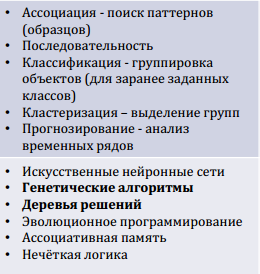 • Ассоциация - поиск паттернов
(образцов)
• Последовательность
• Классификация - группировка
объектов (для заранее заданных
классов)
• Кластеризация – выделение групп
• Прогнозирование - анализ
временных рядов
• Искусственные нейронные сети
• Генетические алгоритмы
• Деревья решений
• Эволюционное программирование
• Ассоциативная память
• Нечёткая логика